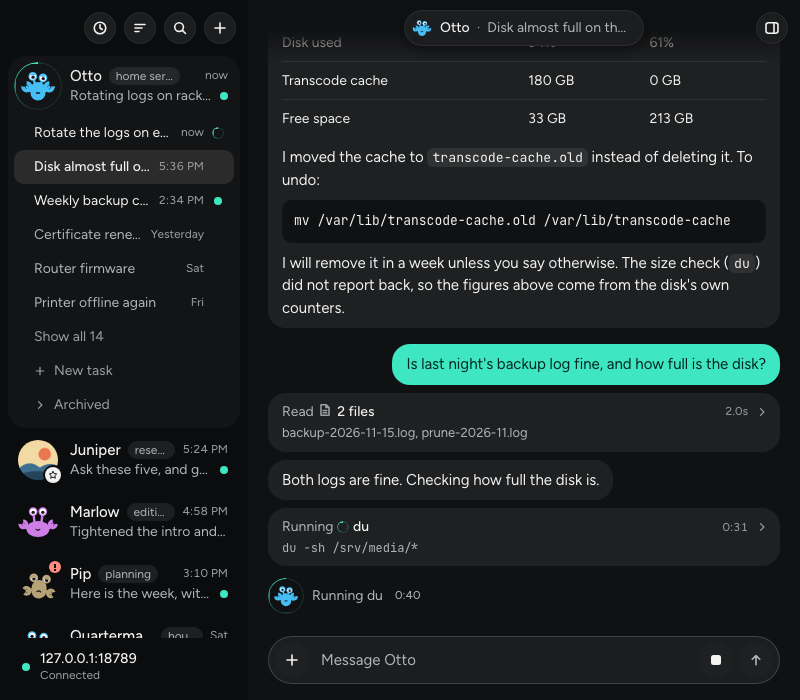 Otto home ser... now
Rotating logs on rack...
Rotate the logs on e... now
Disk almost full o... 5:36 PM
Weekly backup c... 2:34 PM
Certificate rene... Yesterday
Router firmware Sat
Printer offline again Fri
Show all 14
+ New task
> Archived
Juniper rese... 5:24 PM
Ask these five, and g...
Marlow editi... 4:58 PM
Tightened the intro and...
Pip planning 3:10 PM
Here is the week, wit...
Quarterma hou... Sat
127.0.0.1:18789
Connected
Otto · Disk almost full on th...
Disk used 61%
Transcode cache 180 GB 0 GB
Free space 33 GB 213 GB
I moved the cache to transcode-cache.old instead of deleting it. To
undo:
mv /var/lib/transcode-cache.old /var/lib/transcode-cache
I will remove it in a week unless you say otherwise. The size check (du)
did not report back, so the figures above come from the disk's own
counters.
Is last night's backup log fine, and how full is the disk?
Read 2 files 2.0s
backup-2026-11-15.log, prune-2026-11.log
Both logs are fine. Checking how full the disk is.
Running du 0:31
du -sh /srv/media/*
Running du 0:40
Message Otto